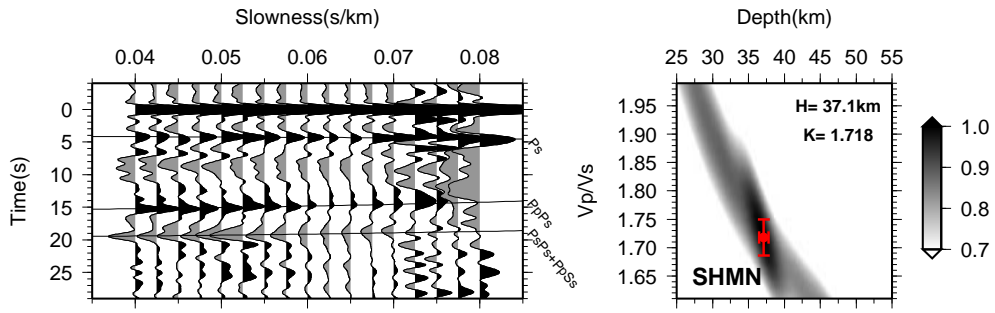 Slowness(s/km)
0.04 0.05 0.06 0.07 0.08
Time(s)
0
5
10
15
20
25
Ps
PpPs
PsPs+PpSs
Depth(km)
25 30 35 40 45 50 55
Vp/Vs
1.95
1.90
1.85
1.80
1.75
1.70
1.65
H= 37.1km
K= 1.718
SHMN
1.0
0.9
0.8
0.7